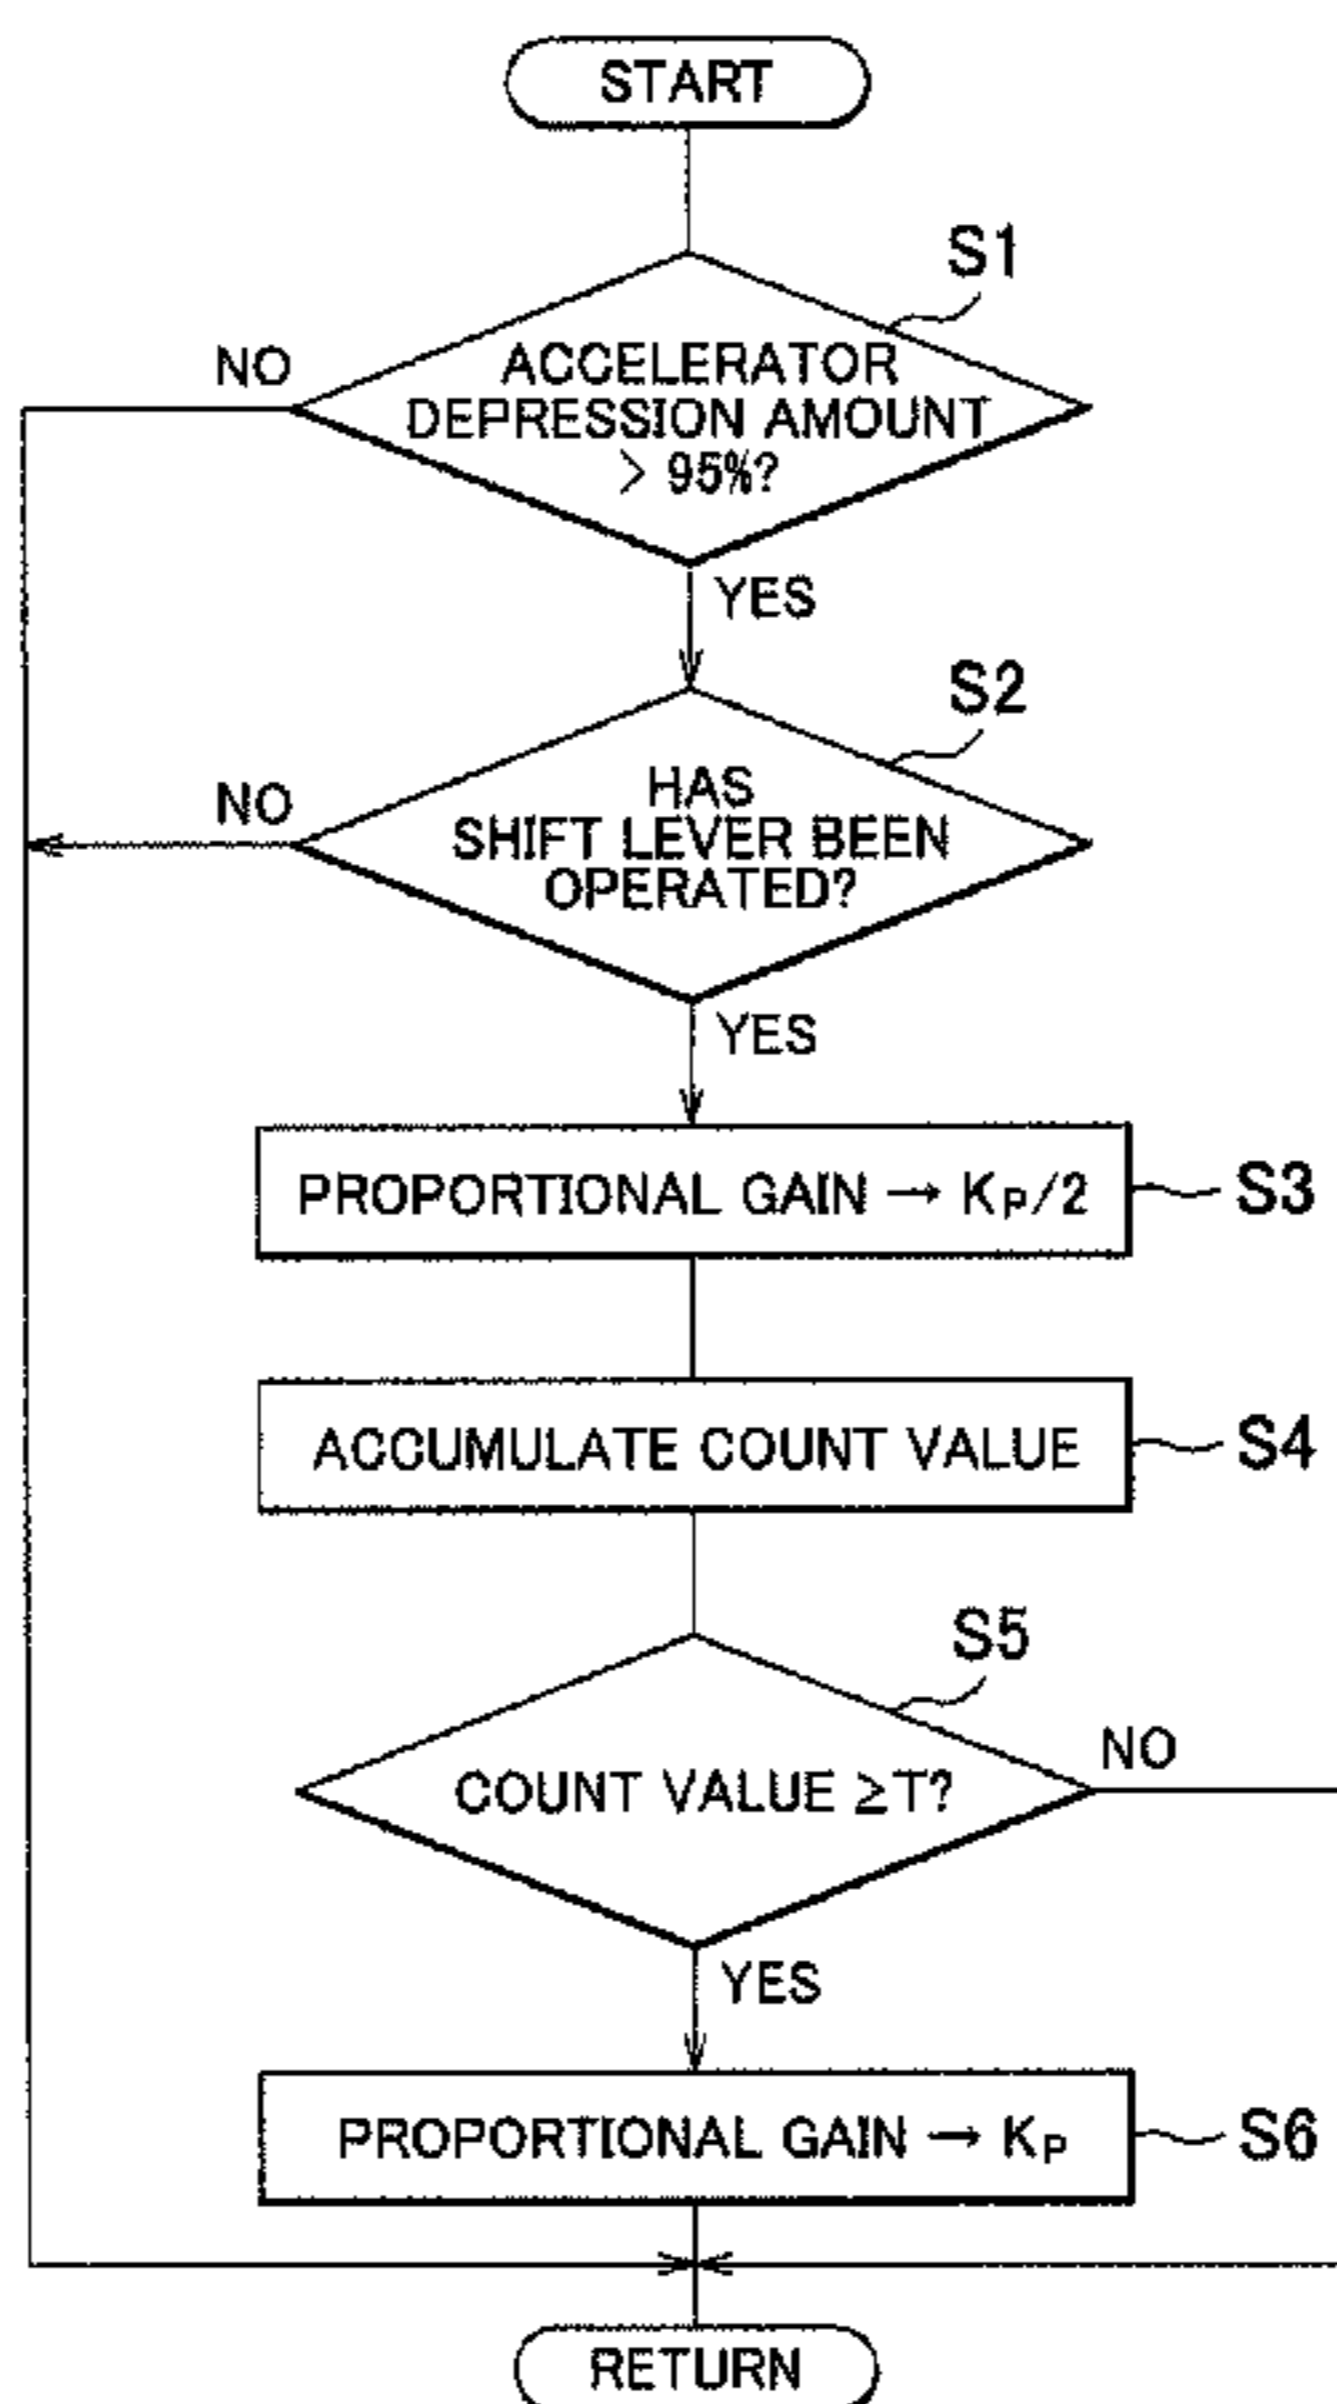 START
S1
NO
ACCELERATOR
DEPRESSION AMOUNT
> 95%?
YES
S2
NO
HAS
SHIFT LEVER BEEN
OPERATED?
YES
PROPORTIONAL GAIN → KP/2
S3
ACCUMULATE COUNT VALUE
S4
S5
NO
COUNT VALUE ≥T?
YES
PROPORTIONAL GAIN → KP
S6
RETURN